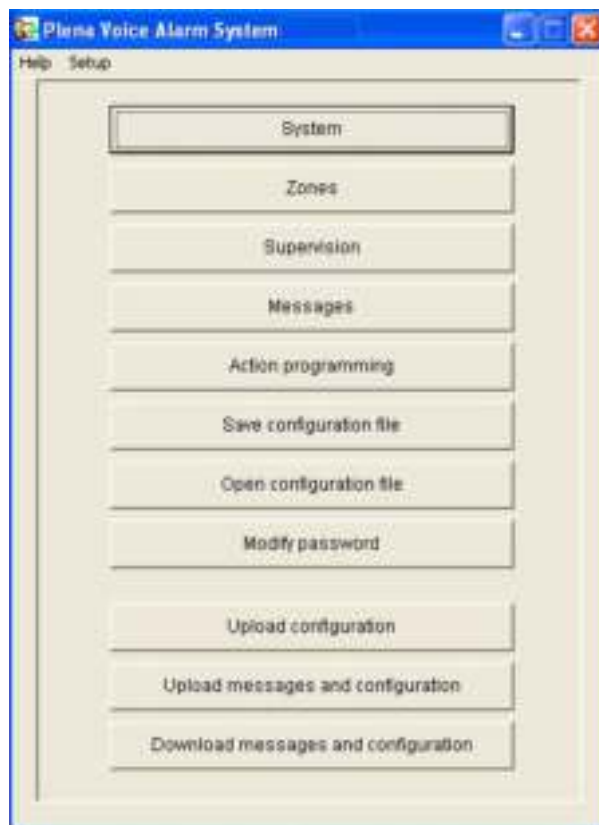 Plena Voice Alarm System
Help Setup
System
Zones
Supervision
Messages
Action programming
Save configuration file
Open configuration file
Modify password
Upload configuration
Upload messages and configuration
Download messages and configuration